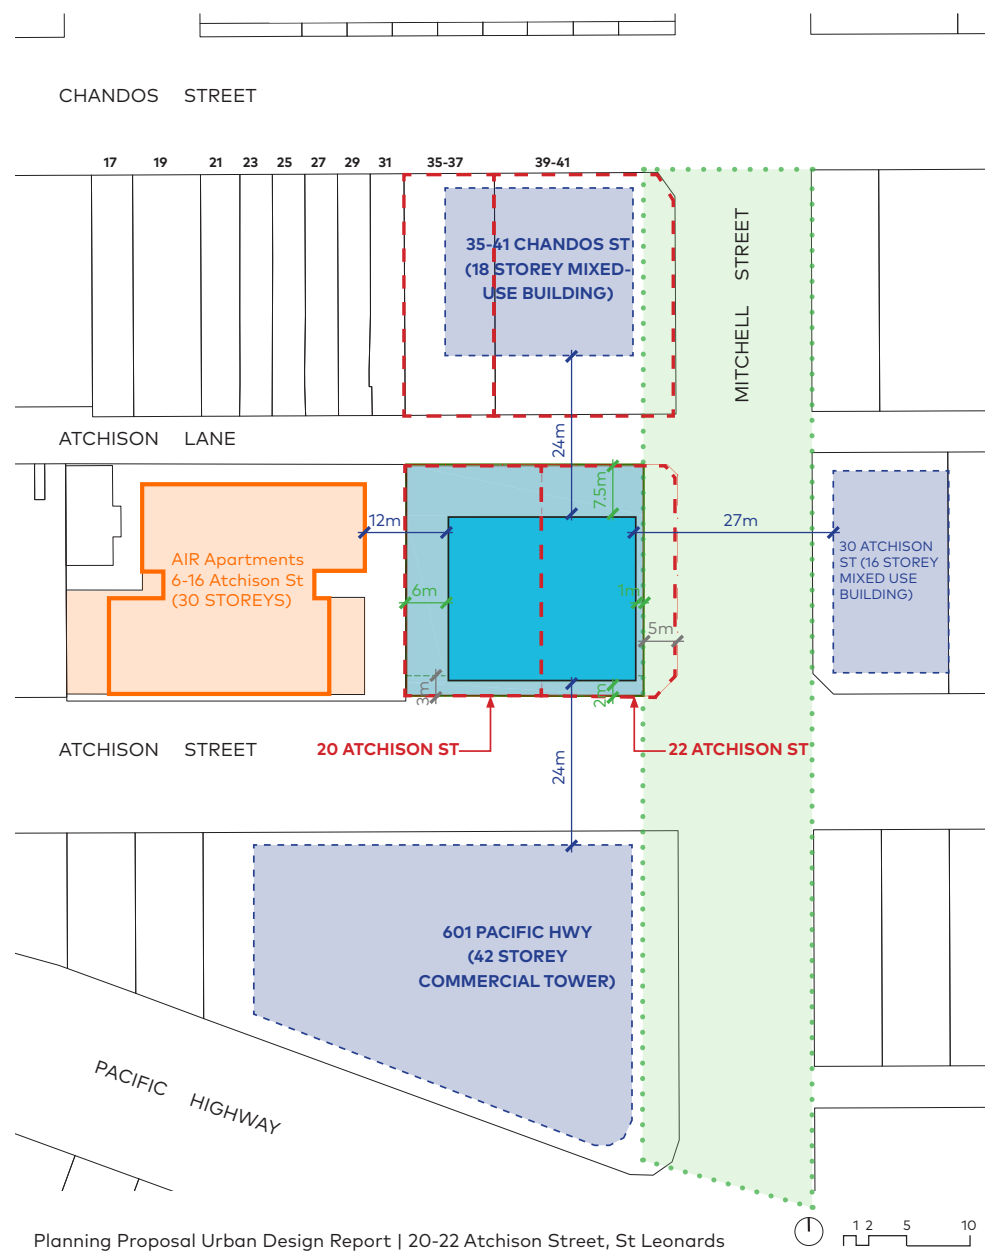 CHANDOS STREET
17 19 21 23 25 27 29 31 35-37 39-41
35-41 CHANDOS ST
(18 STOREY MIXED-
USE BUILDING)
MITCHELL STREET
ATCHISON LANE
24m
7.5m
12m
27m
AIR Apartments
6-16 Atchison St
(30 STOREYS)
30 ATCHISON
ST (16 STOREY
MIXED USE
BUILDING)
6m
1m
5m
3m
2m
20 ATCHISON ST
22 ATCHISON ST
ATCHISON STREET
24m
601 PACIFIC HWY
(42 STOREY
COMMERCIAL TOWER)
PACIFIC HIGHWAY
1 2 5 10
Planning Proposal Urban Design Report | 20-22 Atchison Street, St Leonards